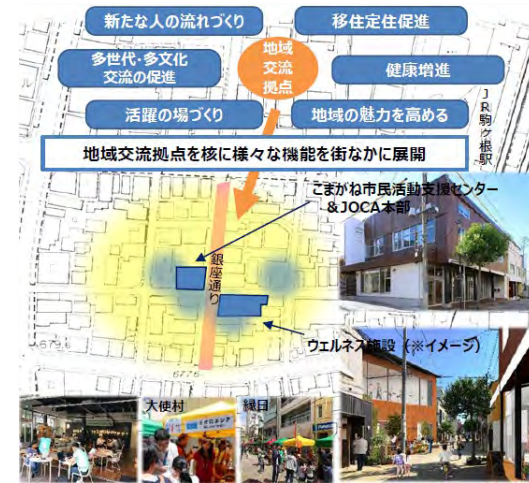 新たな人の流れづくり
移住定住促進
多世代・多文化
交流の促進
地域
交流
拠点
健康増進
活躍の場づくり
地域の魅力を高める
JR駒ヶ根駅
地域交流拠点を核に様々な機能を街なかに展開
こまがね市民活動支援センター
&JOCA本部
銀座通り
ウェルネス施設（※イメージ）
677.6
大使村
縁日